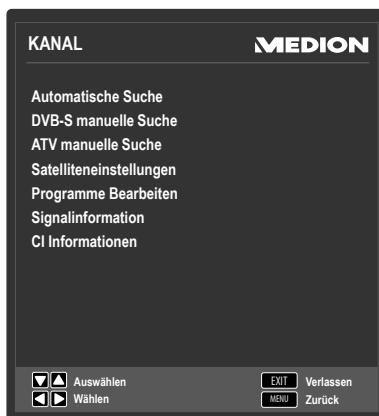 KANAL MEDION
Automatische Suche
DVB-S manuelle Suche
ATV manuelle Suche
Satelliteneinstellungen
Programme Bearbeiten
Signalinformation
CI Informationen
Auswählen EXIT Verlassen
Wählen MENU Zurück